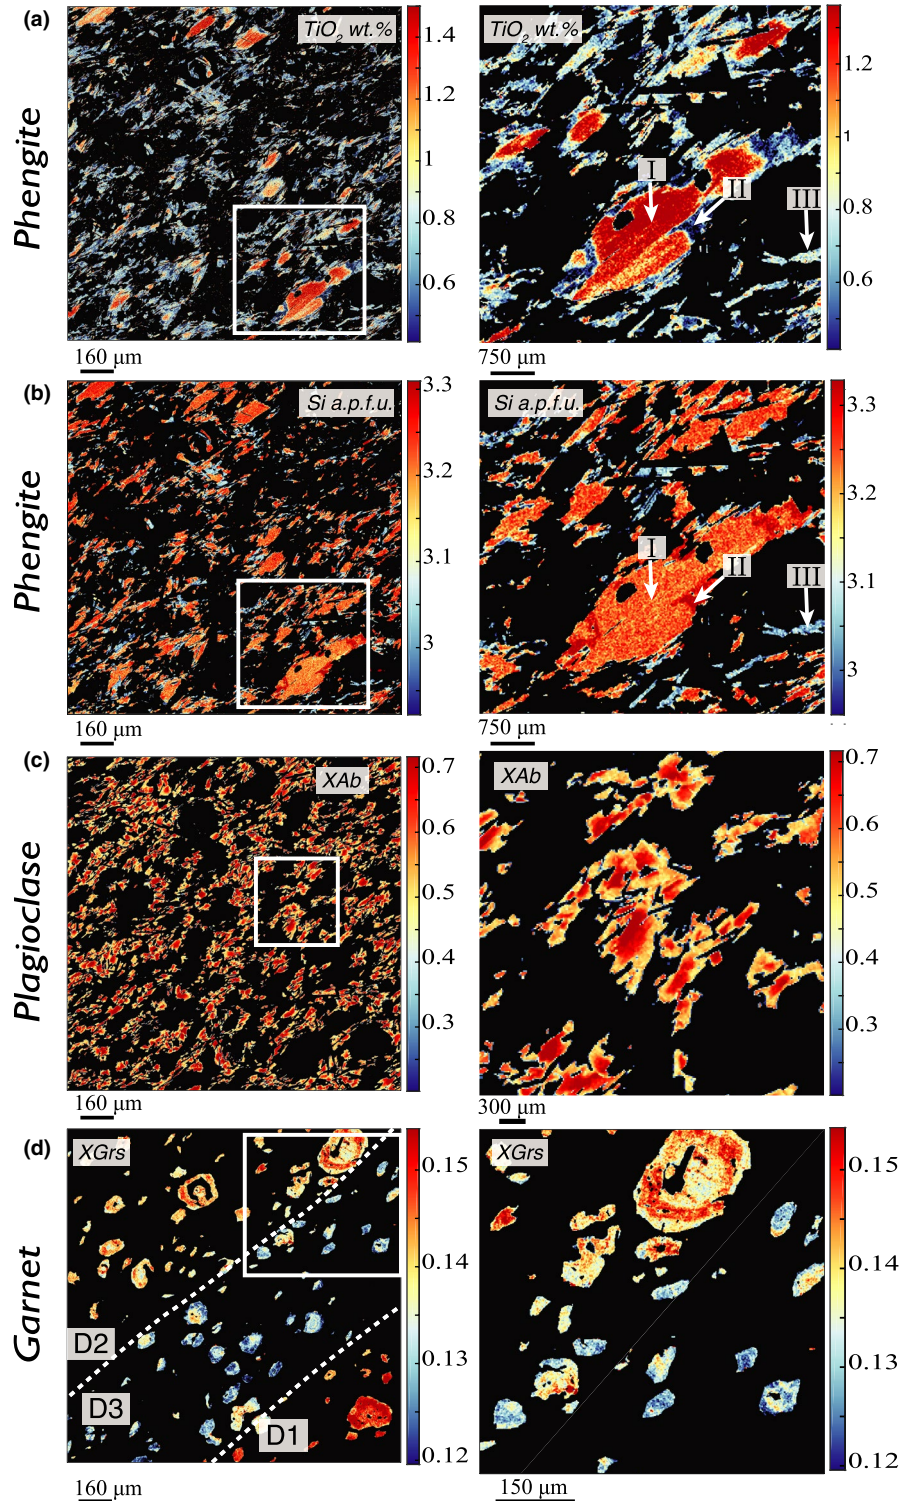 (a)
Phengite
TiO2 wt.%
1.4
1.2
1
0.8
0.6
160 μm
TiO2 wt.%
I
II
III
1.2
1
0.8
0.6
750 μm
(b)
Phengite
Si a.p.f.u.
3.3
3.2
3.1
3
160 μm
Si a.p.f.u.
I
II
III
3.3
3.2
3.1
3
750 μm
(c)
Plagioclase
XAb
0.7
0.6
0.5
0.4
0.3
160 μm
XAb
0.7
0.6
0.5
0.4
0.3
300 μm
(d)
Garnet
XGrs
D2
D3
D1
0.15
0.14
0.13
0.12
160 μm
XGrs
0.15
0.14
0.13
0.12
150 μm